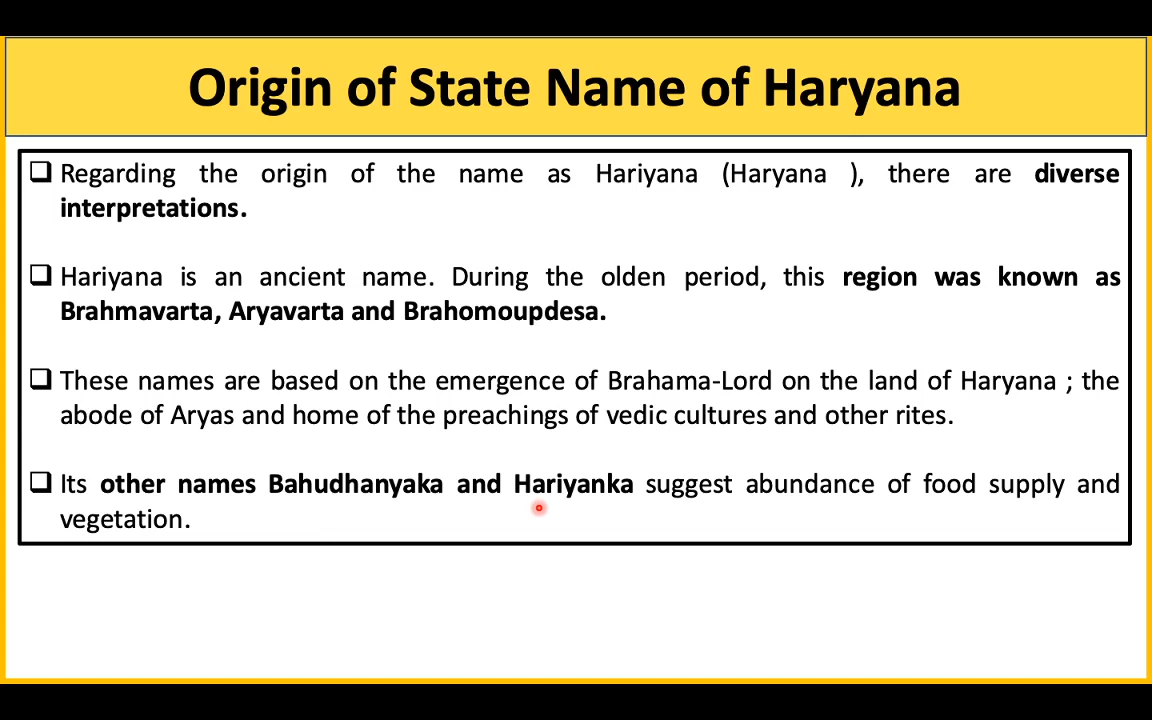 Origin of State Name of Haryana
Regarding the origin of the name as Hariyana (Haryana ), there are diverse
interpretations.
Hariyana is an ancient name. During the olden period, this region was known as
Brahmavarta, Aryavarta and Brahomoupdesa.
These names are based on the emergence of Brahama-Lord on the land of Haryana ; the
abode of Aryas and home of the preachings of vedic cultures and other rites.
Its other names Bahudhanyaka and Hariyanka suggest abundance of food supply and
vegetation.